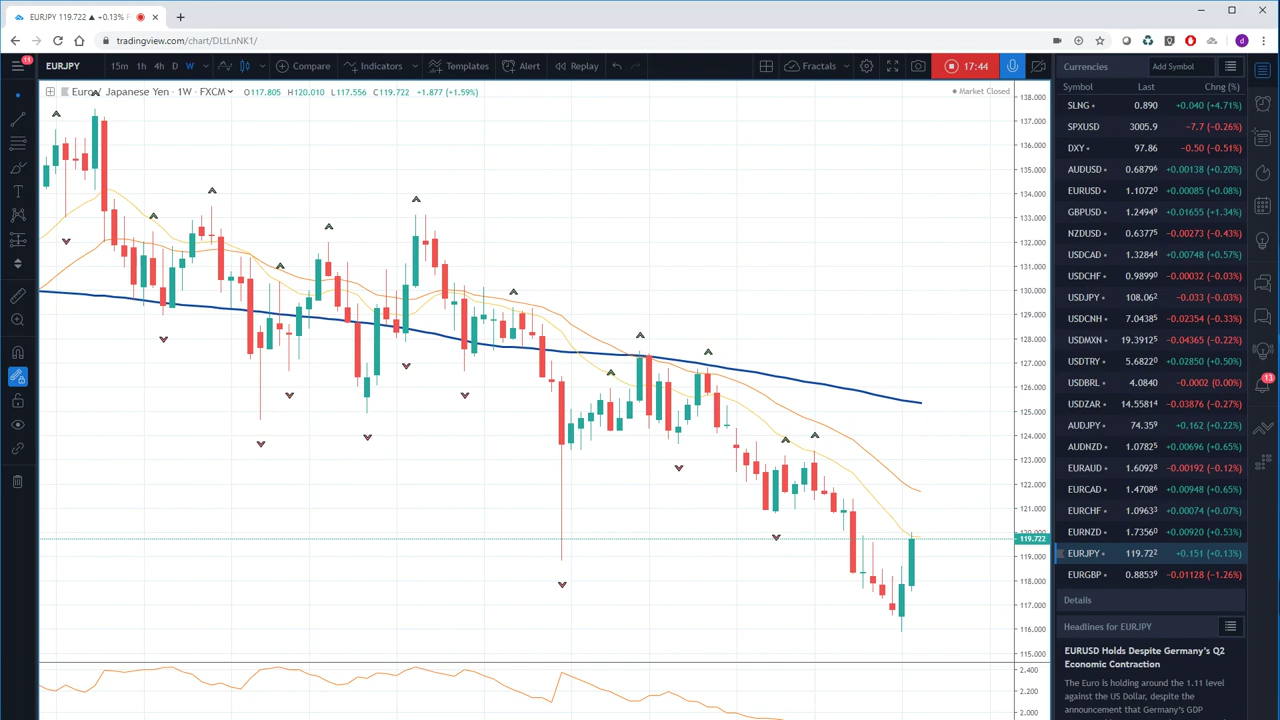 EURJPY 119.722 ▲ +0.13% F
tradingview.com/chart/DLtLnNK1/
d
11
EURJPY 15m 1h 4h D W Compare Indicators Templates Alert Replay Fractals 17:44
Euro / Japanese Yen · 1W · FXCM O117.805 H120.010 L117.556 C119.722 +1.877 (+1.59%)
Market Closed
138.000
137.000
136.000
135.000
134.000
133.000
132.000
131.000
130.000
129.000
128.000
127.000
126.000
125.000
124.000
123.000
122.000
121.000
120.000
119.722
119.000
118.000
117.000
116.000
115.000
2.400
2.200
2.000
Currencies Add Symbol
Symbol Last Chng (%)
SLNG 0.890 +0.040 (+4.71%)
SPXUSD 3005.9 −7.7 (−0.26%)
DXY 97.86 −0.50 (−0.51%)
AUDUSD 0.68796 +0.00138 (+0.20%)
EURUSD 1.10720 +0.00085 (+0.08%)
GBPUSD 1.24949 +0.01655 (+1.34%)
NZDUSD 0.63775 −0.00273 (−0.43%)
USDCAD 1.32844 +0.00748 (+0.57%)
USDCHF 0.98990 −0.00032 (−0.03%)
USDJPY 108.062 −0.033 (−0.03%)
USDCNH 7.04385 −0.02354 (−0.33%)
USDMXN 19.39125 −0.04365 (−0.22%)
USDTRY 5.68220 +0.02850 (+0.50%)
USDBRL 4.0840 −0.0002 (0.00%)
USDZAR 14.55814 −0.03876 (−0.27%)
AUDJPY 74.359 +0.162 (+0.22%)
AUDNZD 1.07825 +0.00696 (+0.65%)
EURAUD 1.60928 −0.00192 (−0.12%)
EURCAD 1.47086 +0.00948 (+0.65%)
EURCHF 1.09633 +0.00074 (+0.07%)
EURNZD 1.73560 +0.00920 (+0.53%)
EURJPY 119.722 +0.151 (+0.13%)
EURGBP 0.88539 −0.01128 (−1.26%)
13
Details
Headlines for EURJPY
EURUSD Holds Despite Germany's Q2
Economic Contraction
The Euro is holding around the 1.11 level
against the US Dollar, despite the
announcement that Germany's GDP